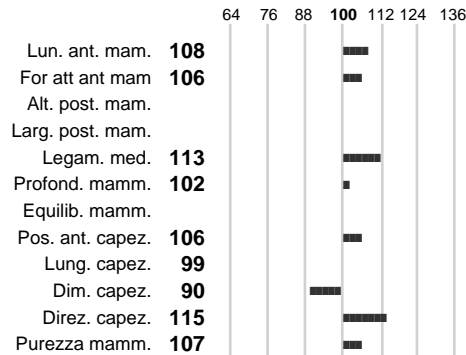 64 76 88 100 112 124 136
Lun. ant. mam. 108
For att ant mam 106
Alt. post. mam.
Larg. post. mam.
Legam. med. 113
Profond. mamm. 102
Equilib. mamm.
Pos. ant. capez. 106
Lung. capez. 99
Dim. capez. 90
Direz. capez. 115
Purezza mamm. 107